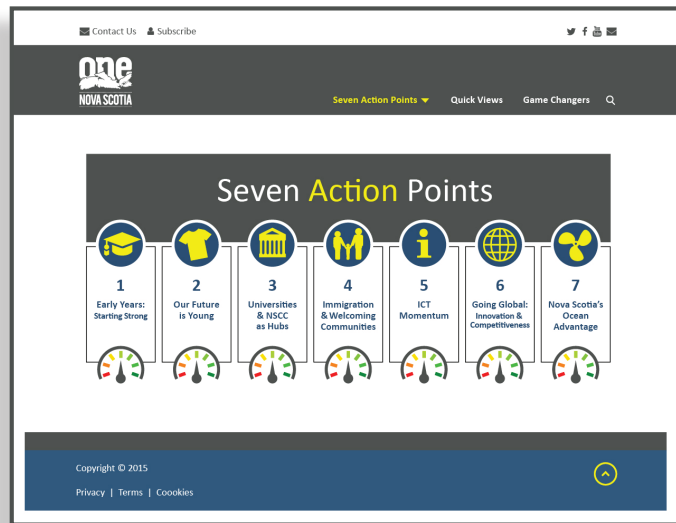 Contact Us Subscribe
one
NOVA SCOTIA
Seven Action Points Quick Views Game Changers
Seven Action Points
1
Early Years:
Starting Strong
2
Our Future
is Young
3
Universities
& NSCC
as Hubs
4
Immigration
& Welcoming
Communities
5
ICT
Momentum
6
Going Global:
Innovation &
Competitiveness
7
Nova Scotia's
Ocean
Advantage
Copyright © 2015
Privacy | Terms | Coookies